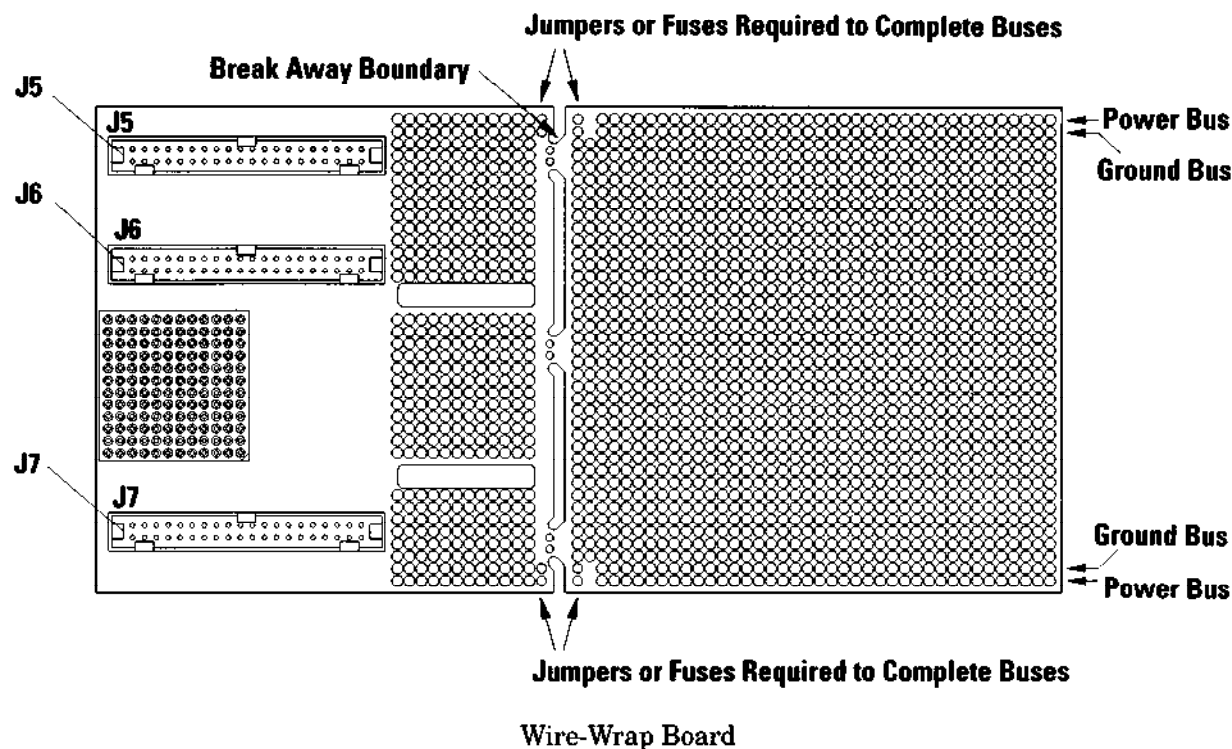 Jumpers or Fuses Required to Complete Buses
Break Away Boundary
J5
J5
Power Bus
Ground Bus
J6
J6
J7
J7
Ground Bus
Power Bus
Jumpers or Fuses Required to Complete Buses
Wire-Wrap Board